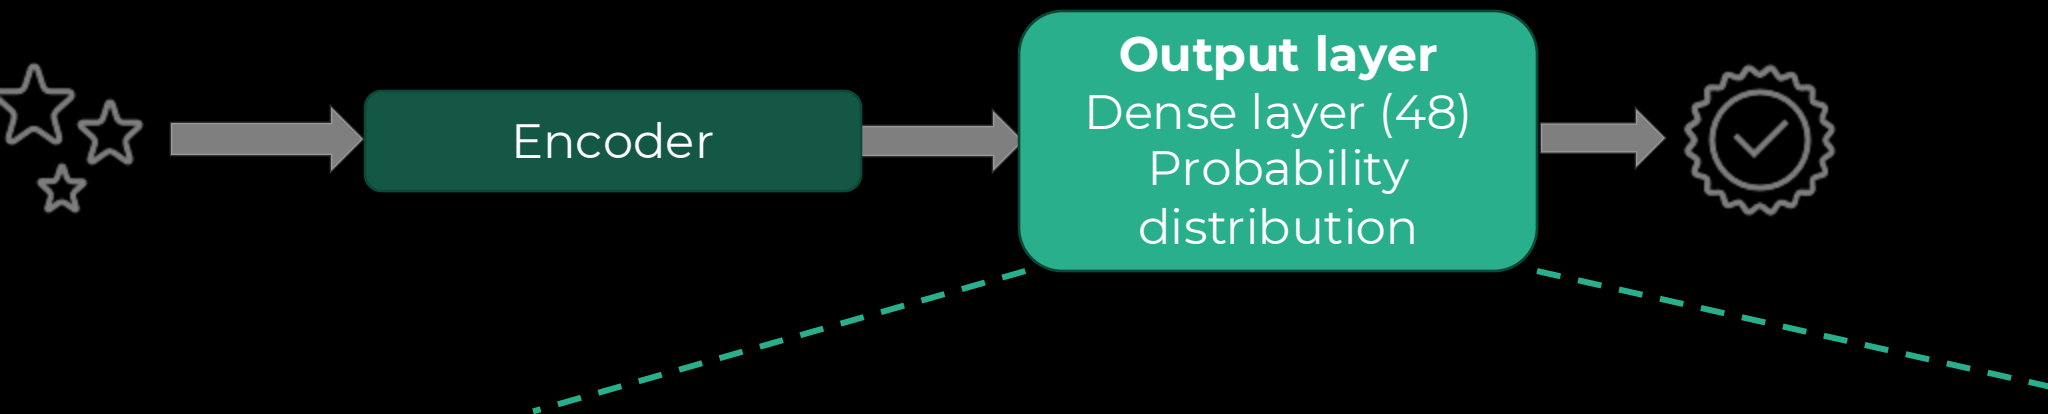 Encoder
Output layer
Dense layer (48)
Probability
distribution